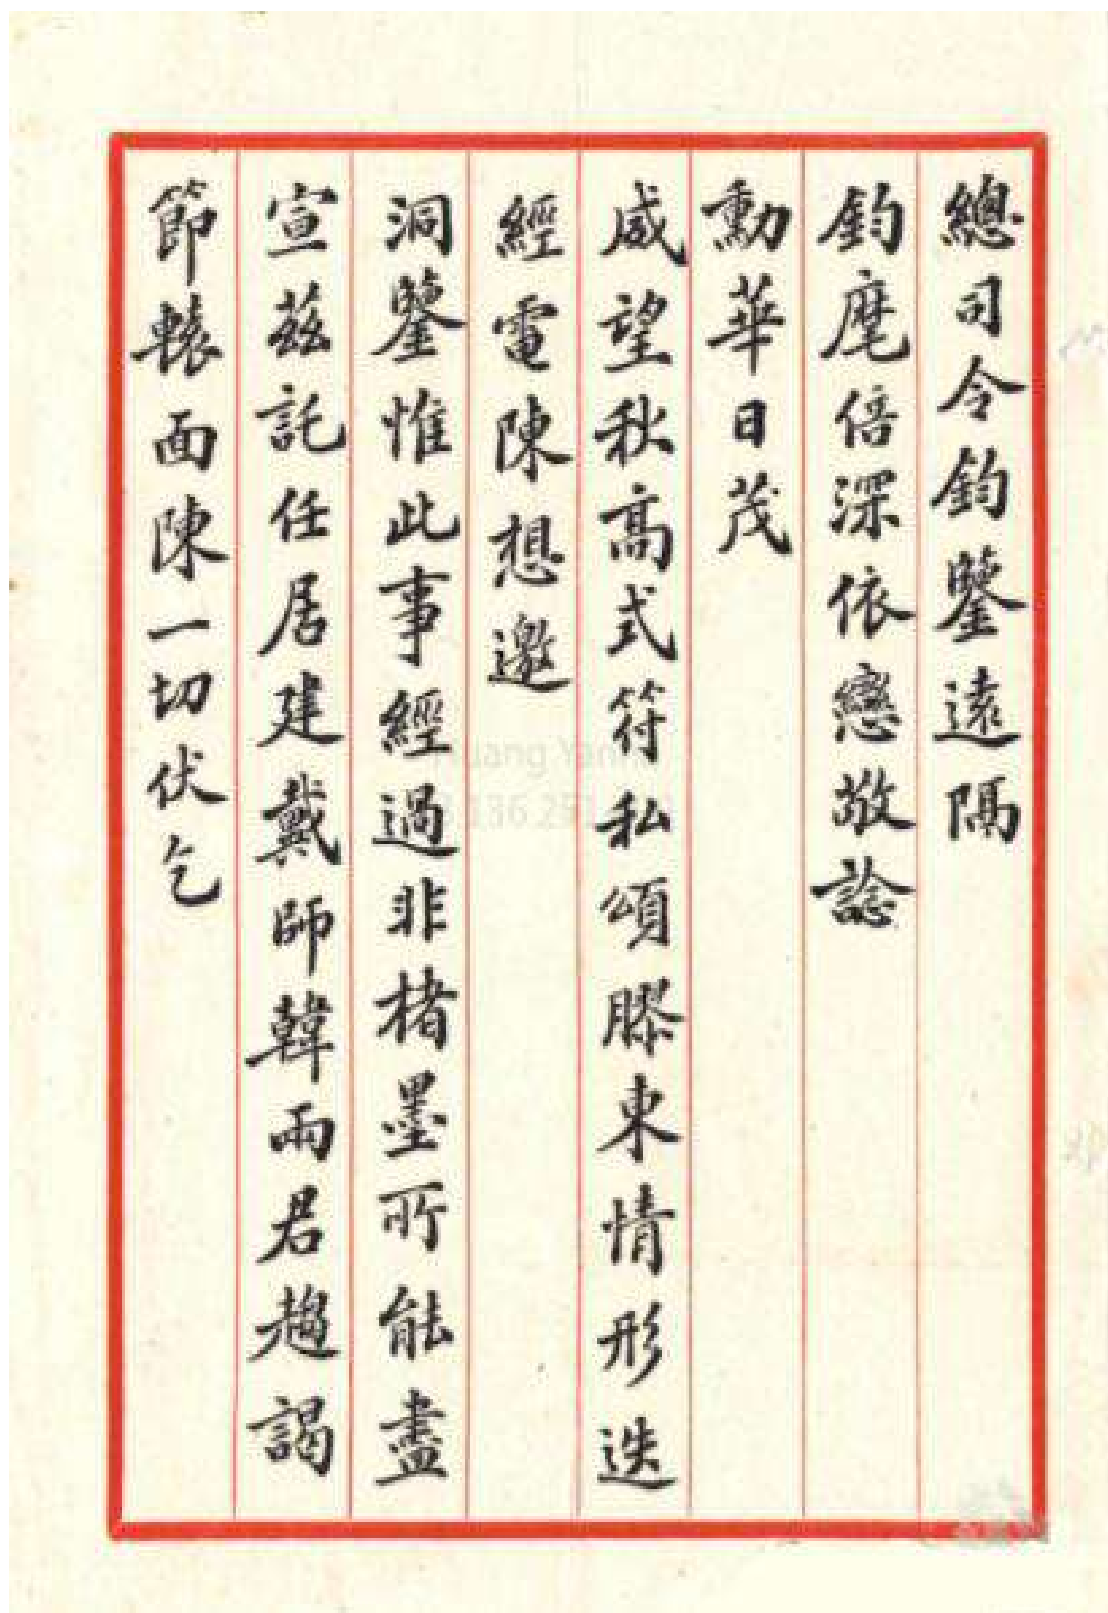 總司令鈞鑒遠隔
鈞麾倍深依戀敬諗
勳華日茂
威望秋高式符私頌膠東情形迭
經電陳想邀
洞鑒惟此事經過非楮墨所能盡
宣茲託任居建戴師韓兩君趨謁
節轅面陳一切伏乞